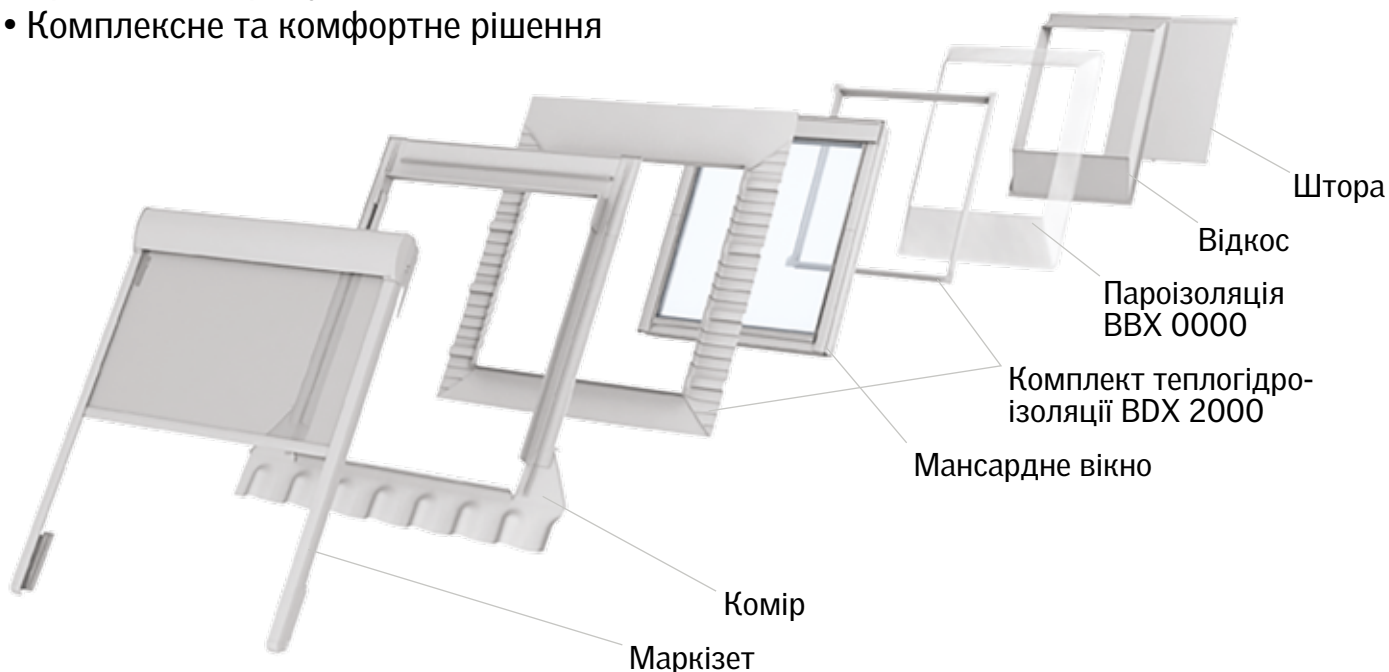 • Комплексне та комфортне рішення
Штора
Відкос
Пароізоляція
BBX 0000
Комплект теплогідро-
ізоляції BDX 2000
Мансардне вікно
Комір
Маркізет